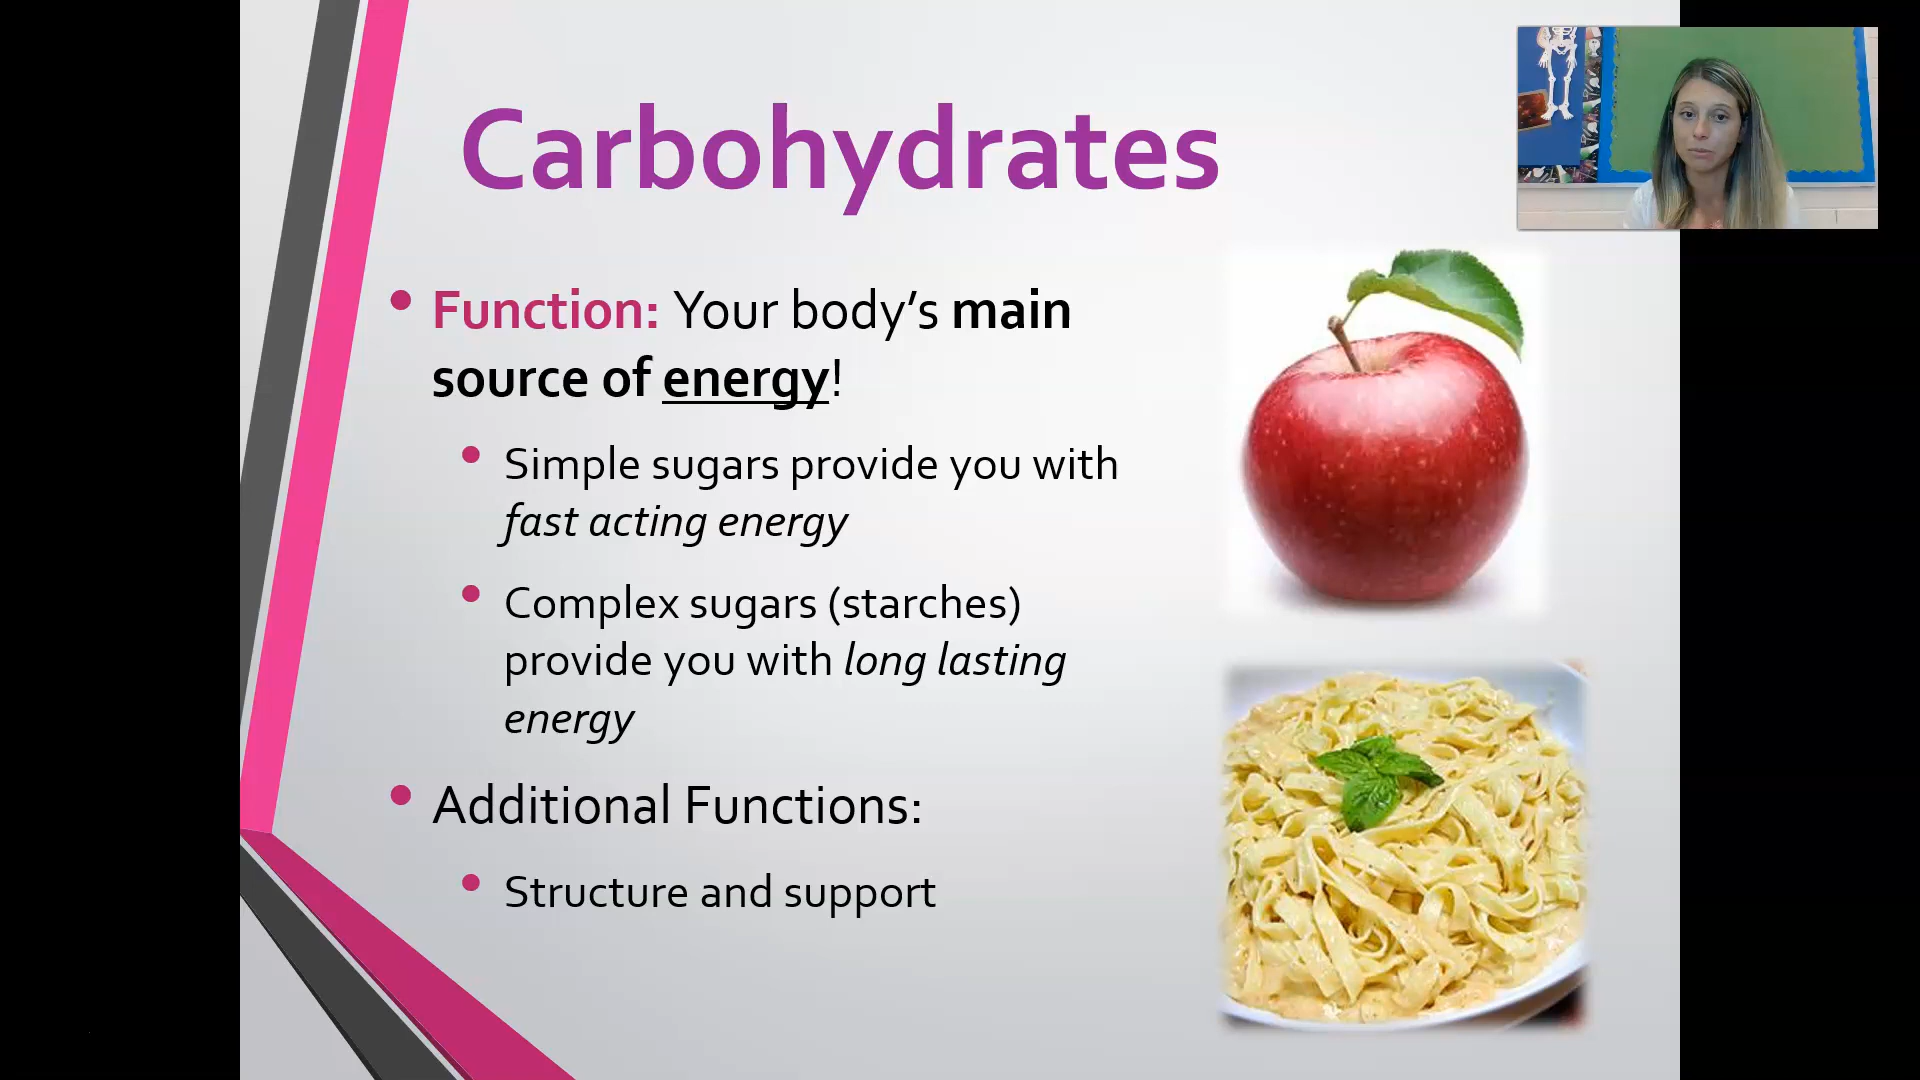 Carbohydrates
• Function: Your body’s main
source of energy!
• Simple sugars provide you with
fast acting energy
• Complex sugars (starches)
provide you with long lasting
energy
• Additional Functions:
• Structure and support